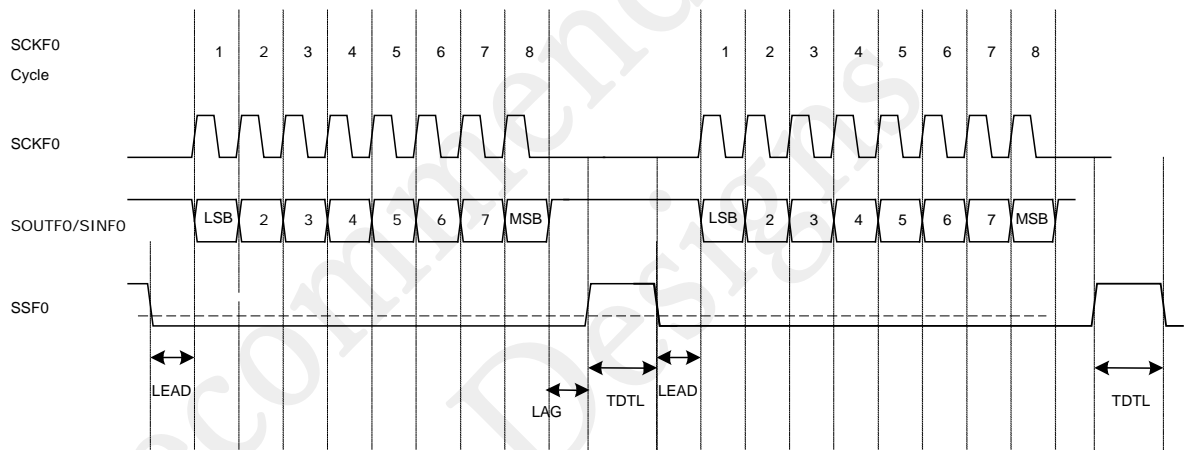 SCKF0
Cycle
1 2 3 4 5 6 7 8 1 2 3 4 5 6 7 8
SCKF0
SOUTF0/SINF0
LSB 2 3 4 5 6 7 MSB LSB 2 3 4 5 6 7 MSB
SSF0
LEAD LAG TDTL LEAD TDTL
ecommend
Designs